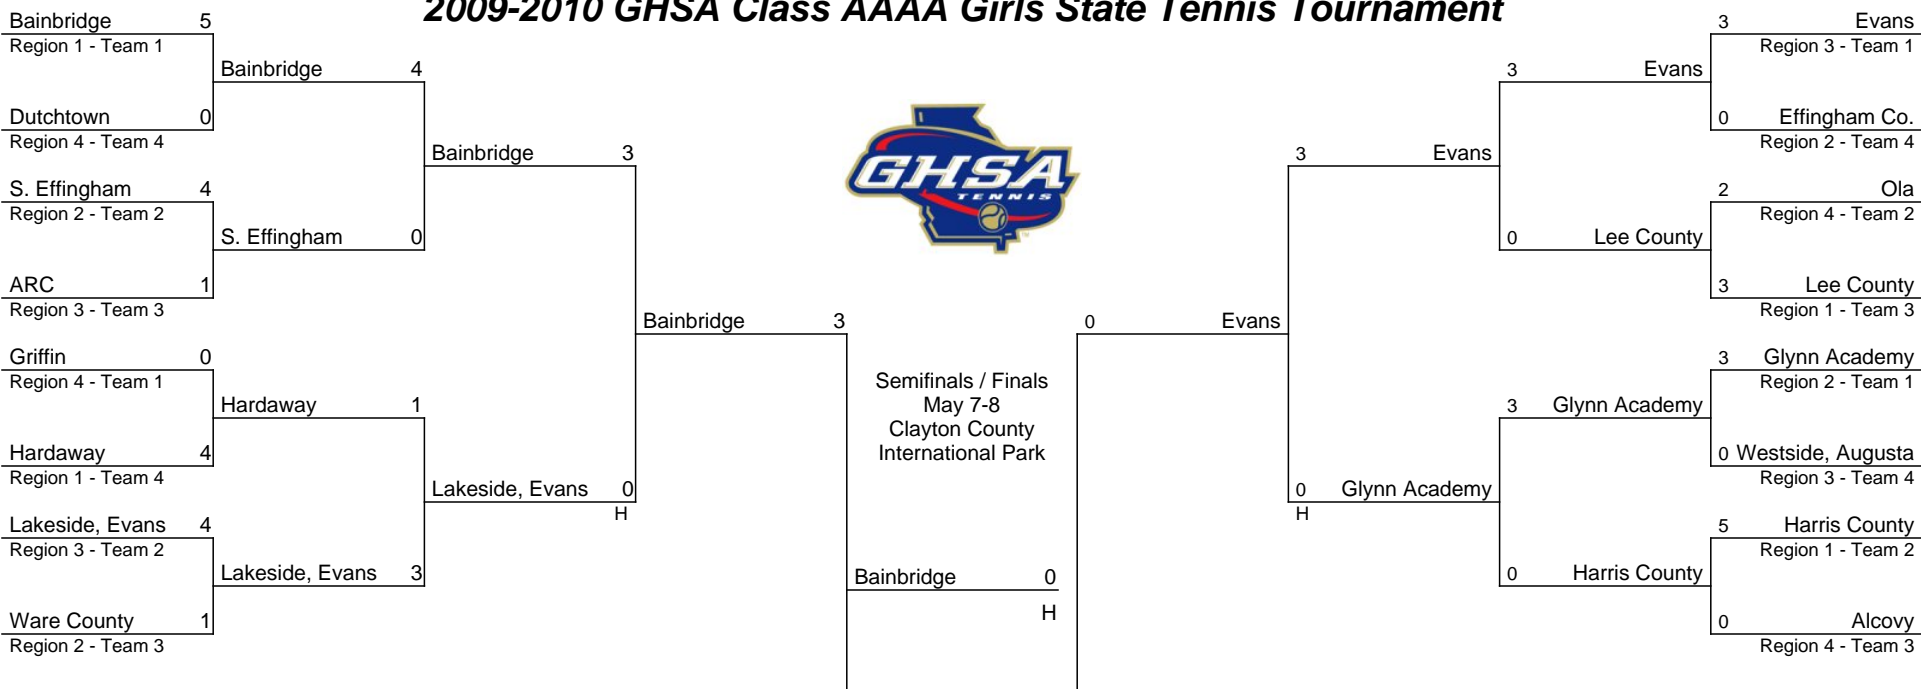 2009-2010 GHSA Class AAAA Girls State Tennis Tournament
Bainbridge 5
Region 1 - Team 1
Bainbridge 4
Dutchtown 0
Region 4 - Team 4
Bainbridge 3
S. Effingham 4
Region 2 - Team 2
S. Effingham 0
ARC 1
Region 3 - Team 3
Bainbridge 3
Griffin 0
Region 4 - Team 1
Hardaway 1
Hardaway 4
Region 1 - Team 4
Lakeside, Evans 0
H
Lakeside, Evans 4
Region 3 - Team 2
Lakeside, Evans 3
Ware County 1
Region 2 - Team 3
GHSA
TENNIS
Semifinals / Finals
May 7-8
Clayton County
International Park
Bainbridge 0
H
3 Evans
Region 3 - Team 1
3 Evans
0 Effingham Co.
Region 2 - Team 4
3 Evans
2 Ola
Region 4 - Team 2
0 Lee County
3 Lee County
Region 1 - Team 3
0 Evans
3 Glynn Academy
Region 2 - Team 1
3 Glynn Academy
0 Westside, Augusta
Region 3 - Team 4
0 Glynn Academy
H
5 Harris County
Region 1 - Team 2
0 Harris County
0 Alcovy
Region 4 - Team 3